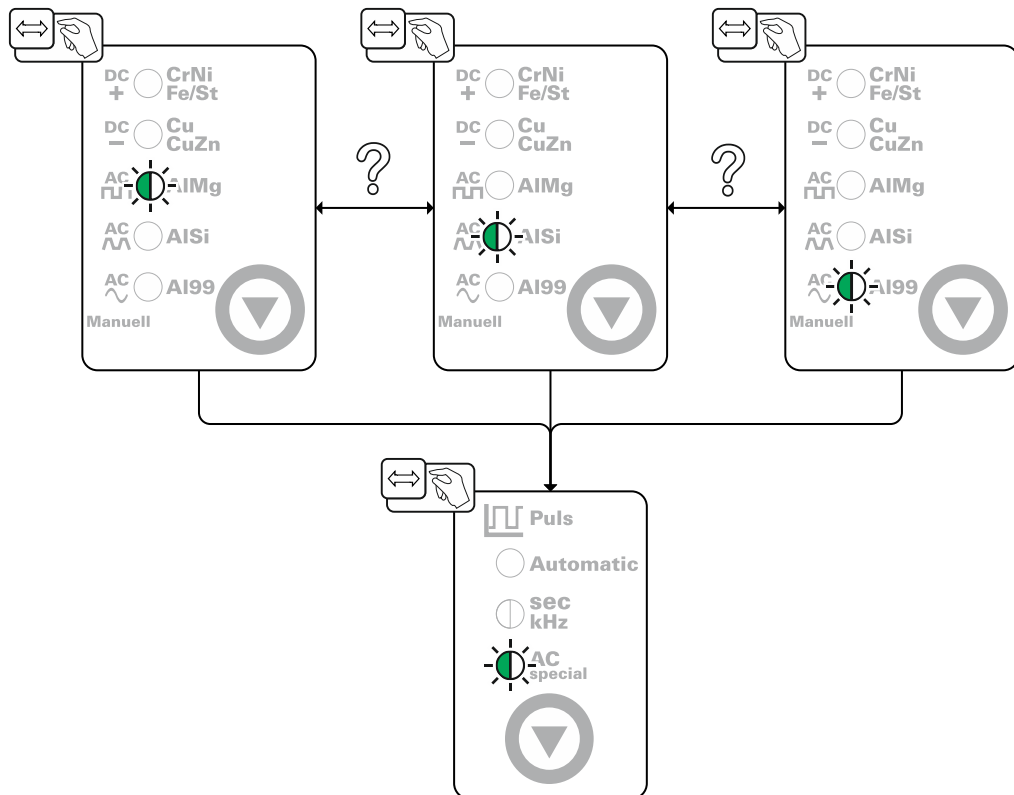 DC CrNi
+ Fe/St
DC Cu
− CuZn
AC AlMg
AC AlSi
AC Al99
Manuell
?
DC CrNi
+ Fe/St
DC Cu
− CuZn
AC AlMg
AC AlSi
AC Al99
Manuell
?
DC CrNi
+ Fe/St
DC Cu
− CuZn
AC AlMg
AC AlSi
AC Al99
Manuell
Puls
Automatic
sec
kHz
AC
special